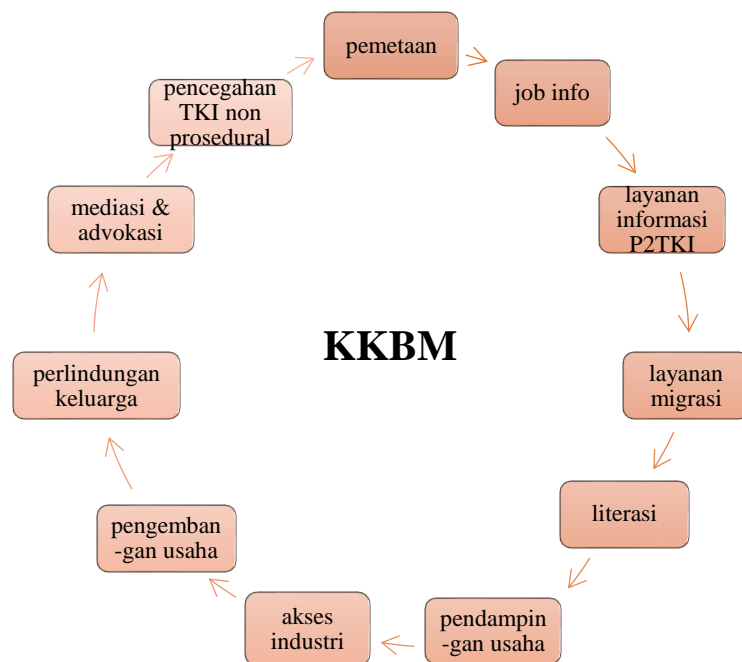 pemetaan
job info
layanan
informasi
P2TKI
layanan
migrasi
literasi
pendampin
-gan usaha
akses
industri
pengemban
-gan usaha
perlindungan
keluarga
mediasi &
advokasi
pencegahan
TKI non
prosedural
KKBM